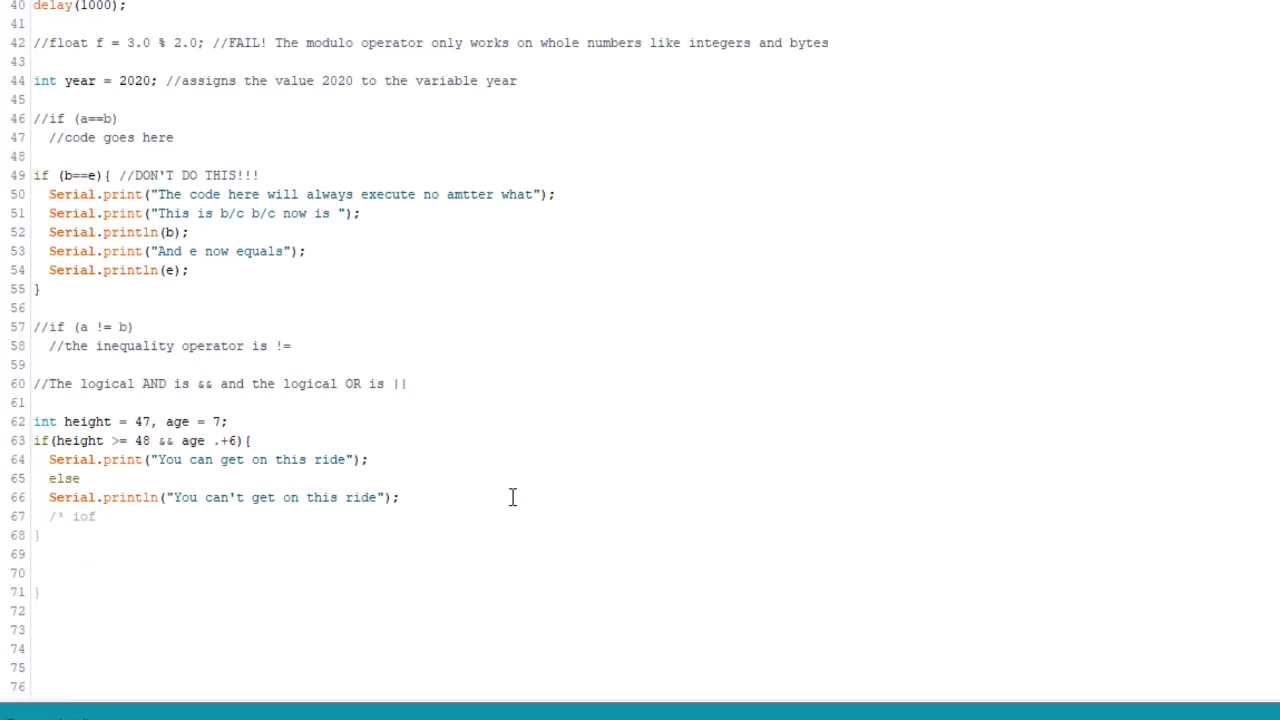 40 delay(1000);
41
42 //float f = 3.0 % 2.0; //FAIL! The modulo operator only works on whole numbers like integers and bytes
43
44 int year = 2020; //assigns the value 2020 to the variable year
45
46 //if (a==b)
47   //code goes here
48
49 if (b==e){ //DON'T DO THIS!!!
50   Serial.print("The code here will always execute no amtter what");
51   Serial.print("This is b/c b/c now is ");
52   Serial.println(b);
53   Serial.print("And e now equals");
54   Serial.println(e);
55 }
56
57 //if (a != b)
58   //the inequality operator is !=
59
60 //The logical AND is && and the logical OR is ||
61
62 int height = 47, age = 7;
63 if(height >= 48 && age .+6){
64   Serial.print("You can get on this ride");
65   else
66   Serial.println("You can't get on this ride");
67   /* iof
68 }
69
70
71 }
72
73
74
75
76